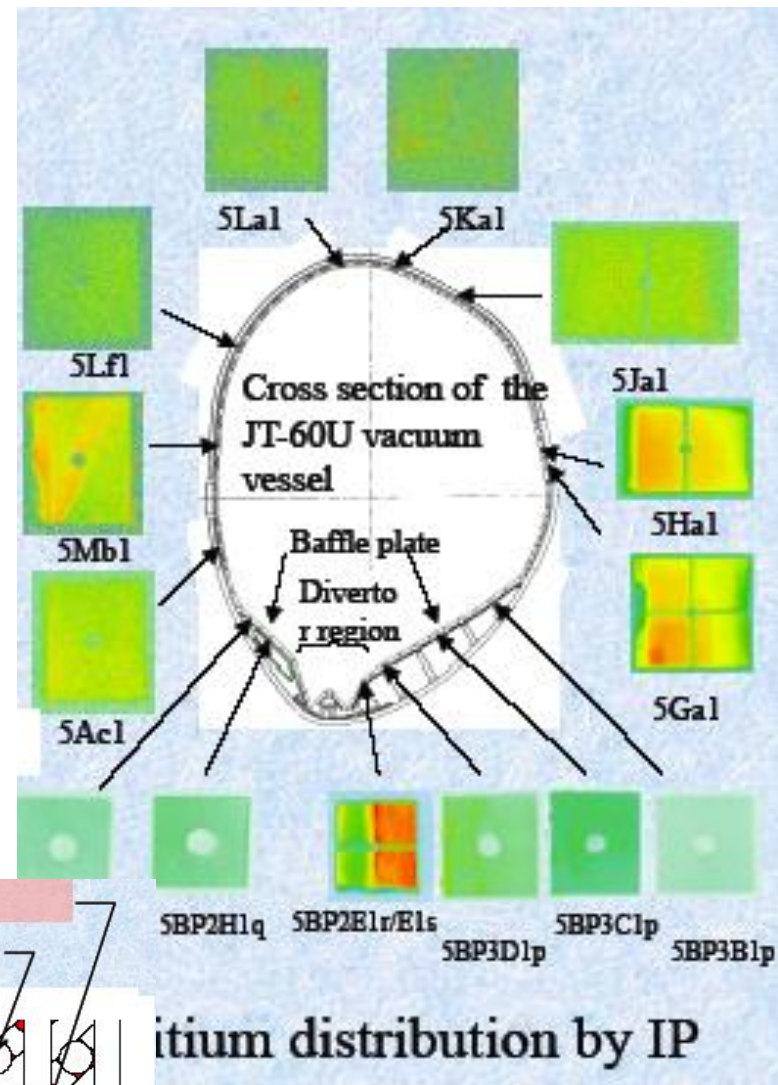 5La1
5Ka1
5Lf1
5Ja1
Cross section of the
JT-60U vacuum
vessel
5Mb1
5Ha1
Baffle plate
Diverto
r region
5Ac1
5Ga1
5BP2H1q
5BP2E1r/E1s
5BP3D1p
5BP3C1p
5BP3B1p
itium distribution by IP